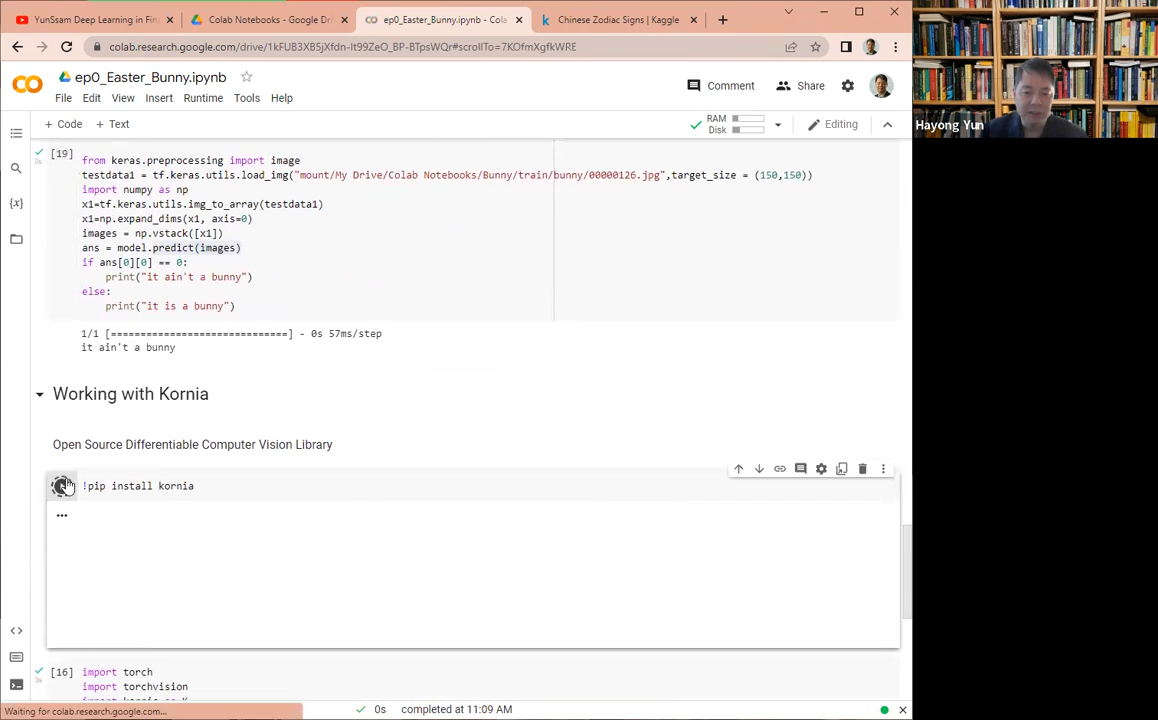 YunSsam Deep Learning in Fin
Colab Notebooks - Google Dri
ep0_Easter_Bunny.ipynb - Cola
Chinese Zodiac Signs | Kaggle
colab.research.google.com/drive/1kFUB3XB5jXfdn-It99ZeO_BP-BTpsWQr#scrollTo=7KOfmXgfkWRE
ep0_Easter_Bunny.ipynb
Comment
Share
File Edit View Insert Runtime Tools Help
+ Code + Text
RAM
Disk
Editing
Hayong Yun
[19]
0s
from keras.preprocessing import image
testdata1 = tf.keras.utils.load_img("mount/My Drive/Colab Notebooks/Bunny/train/bunny/00000126.jpg",target_size = (150,150))
import numpy as np
x1=tf.keras.utils.img_to_array(testdata1)
x1=np.expand_dims(x1, axis=0)
images = np.vstack([x1])
ans = model.predict(images)
if ans[0][0] == 0:
print("it ain't a bunny")
else:
print("it is a bunny")
1/1 [==============================] - 0s 57ms/step
it ain't a bunny
Working with Kornia
Open Source Differentiable Computer Vision Library
!pip install kornia
[16]
import torch
import torchvision
Waiting for colab.research.google.com...
0s completed at 11:09 AM